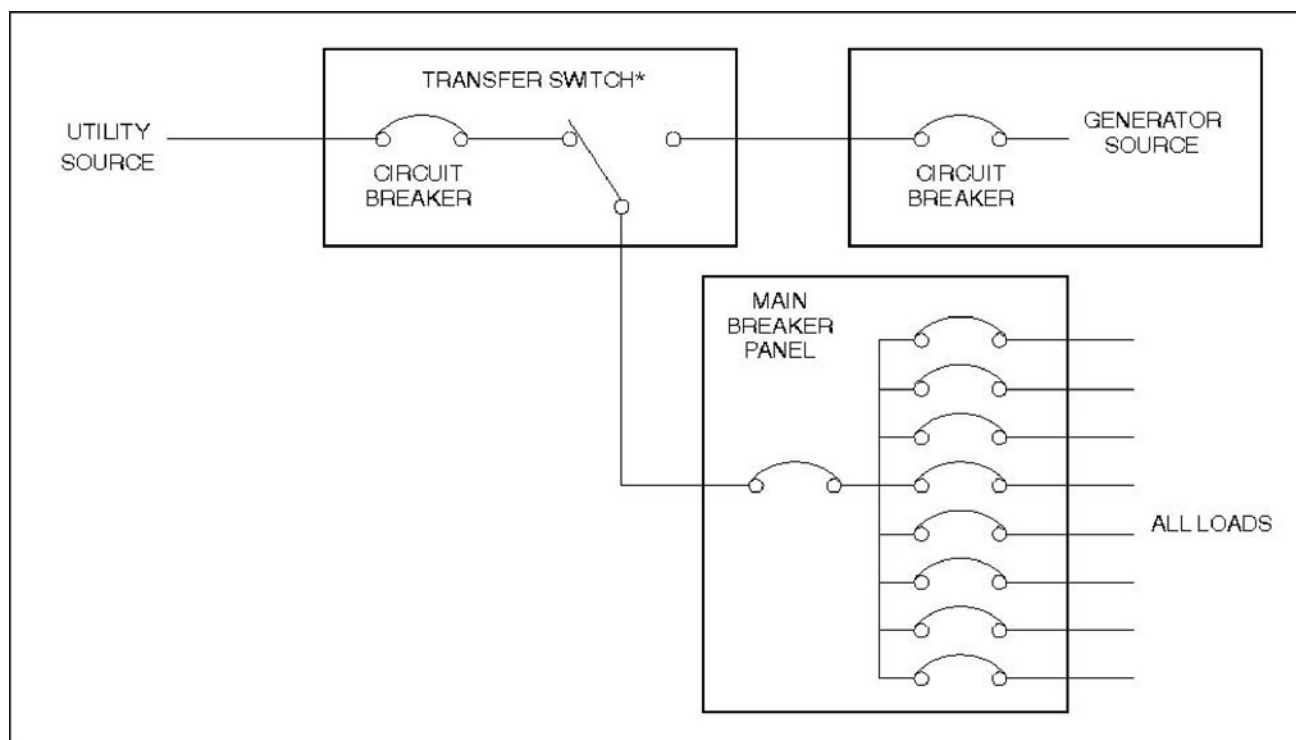 TRANSFER SWITCH*
UTILITY
SOURCE
CIRCUIT
BREAKER
GENERATOR
SOURCE
CIRCUIT
BREAKER
MAIN
BREAKER
PANEL
ALL LOADS